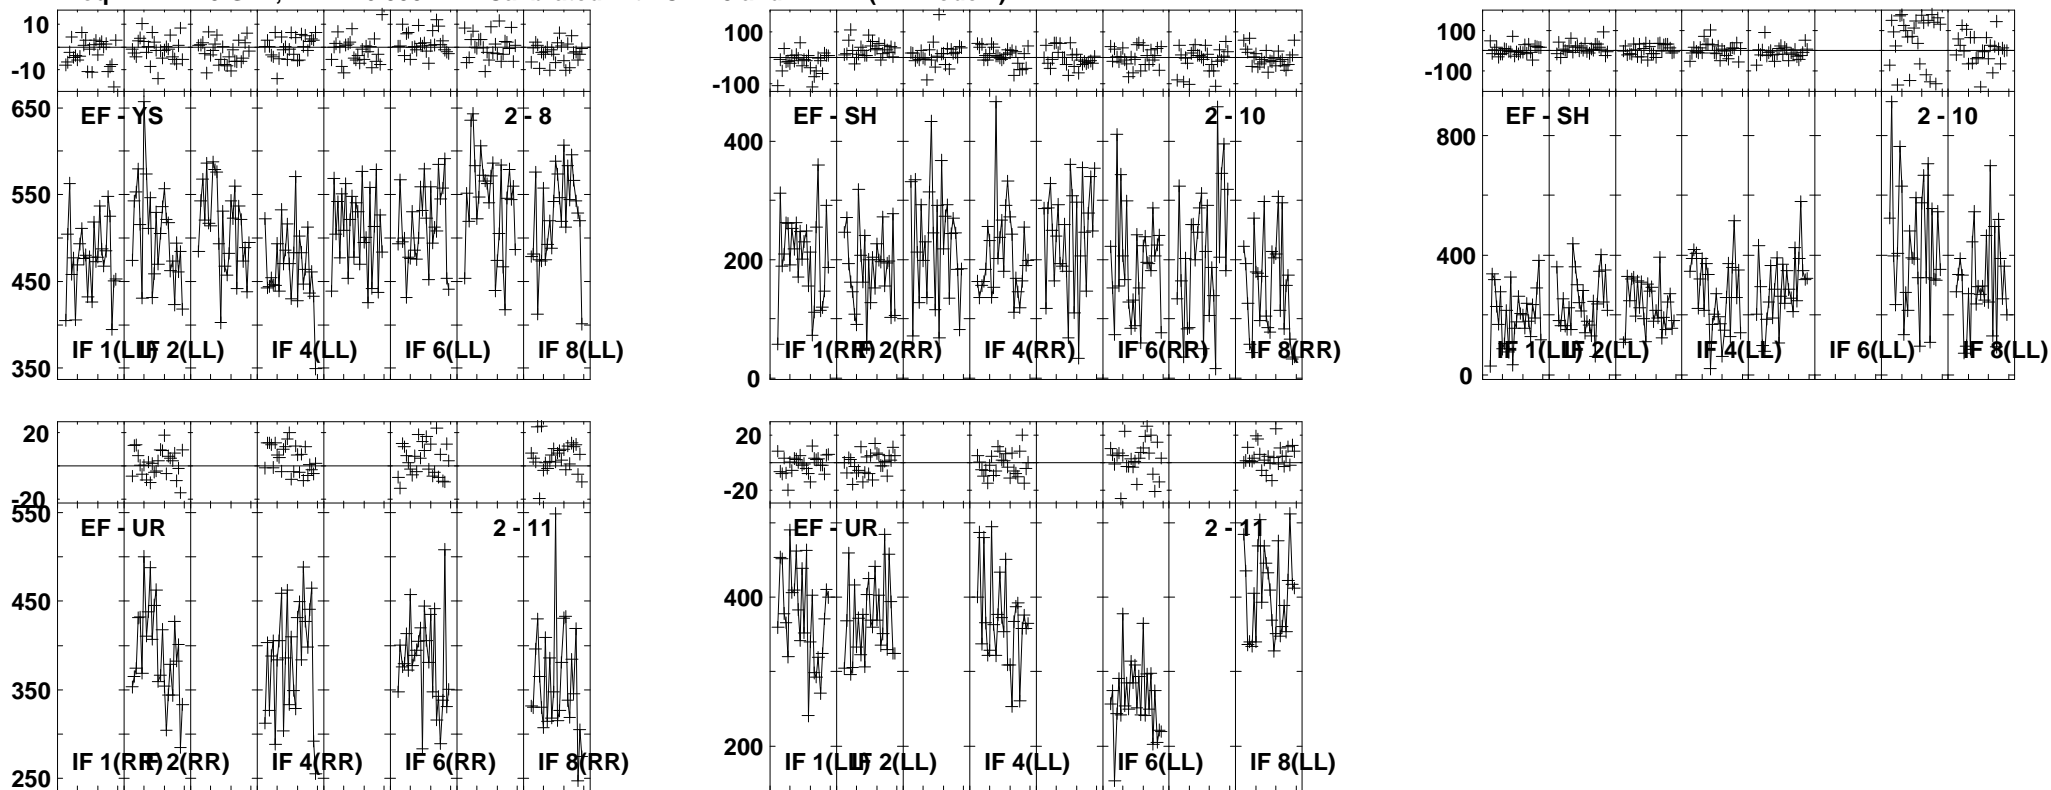 10
-10
650
EF - YS 2 - 8
550
450
IF 1(LL) IF 2(LL) IF 4(LL) IF 6(LL) IF 8(LL)
350
100
-100
EF - SH 2 - 10
400
200
IF 1(RR) IF 2(RR) IF 4(RR) IF 6(RR) IF 8(RR)
0
100
-100
EF - SH 2 - 10
800
400
IF 1(LL) IF 2(LL) IF 4(LL) IF 6(LL) IF 8(LL)
0
20
-20
550
EF - UR 2 - 11
450
350
IF 1(RR) IF 2(RR) IF 4(RR) IF 6(RR) IF 8(RR)
250
20
-20
EF - UR 2 - 11
400
200
IF 1(LL) IF 2(LL) IF 4(LL) IF 6(LL) IF 8(LL)